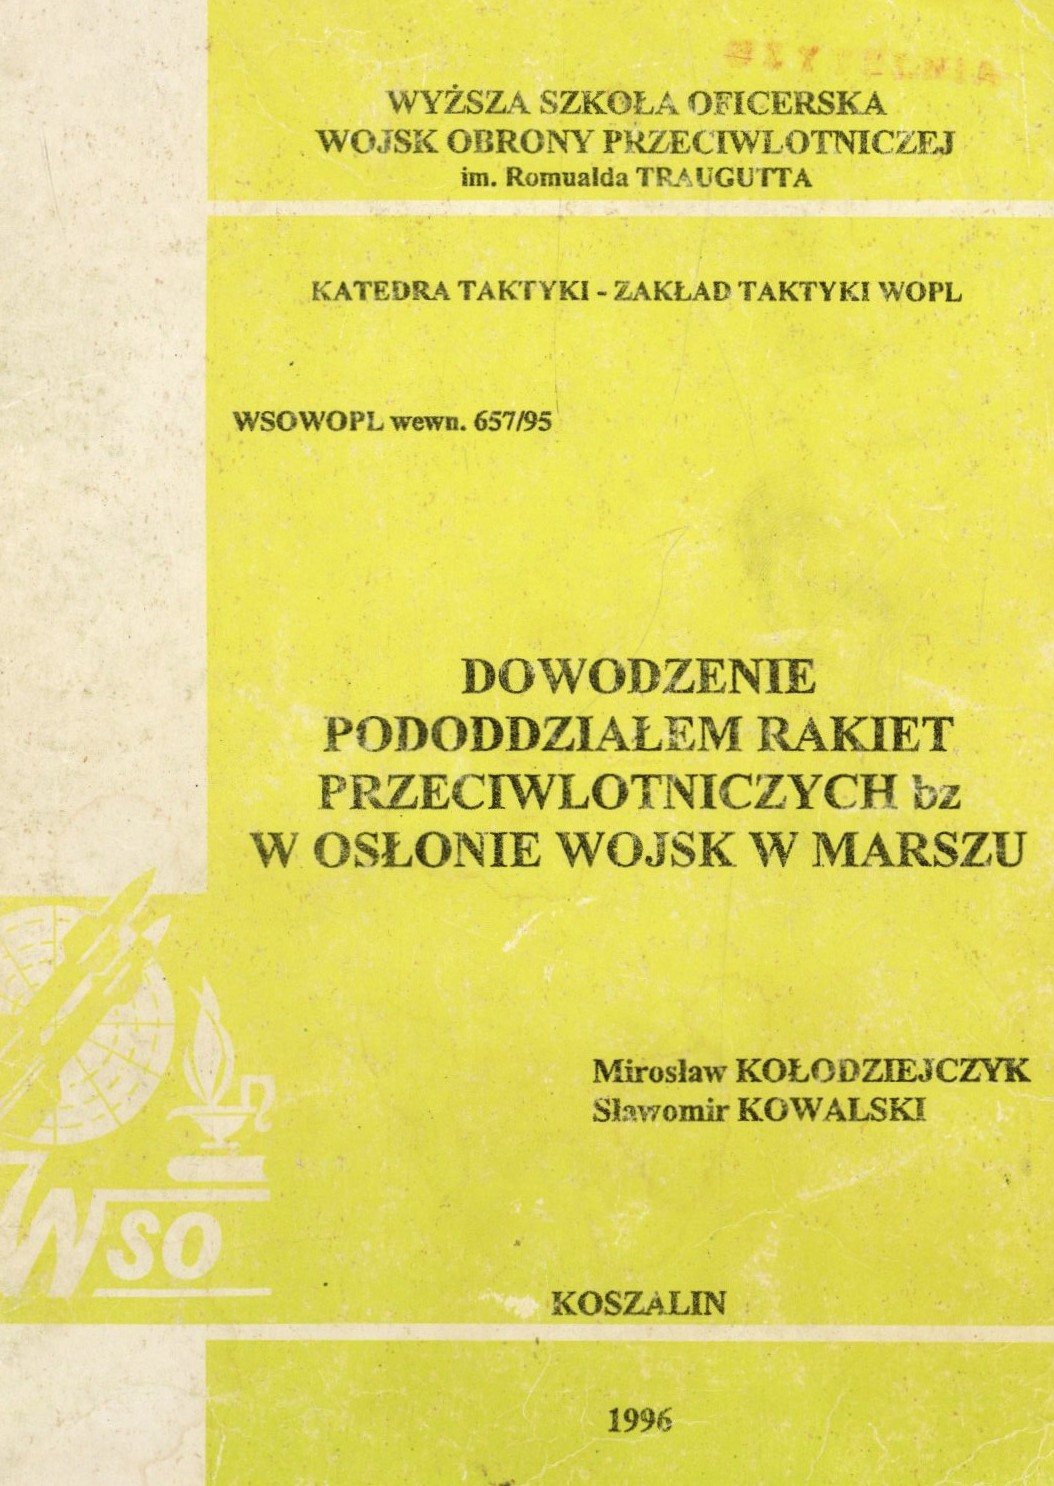 WYŻSZA SZKOŁA OFICERSKA
WOJSK OBRONY PRZECIWLOTNICZEJ
im. Romualda TRAUGUTTA
KATEDRA TAKTYKI - ZAKŁAD TAKTYKI WOPL
WSOWOPL wewn. 657/95
DOWODZENIE
PODODDZIAŁEM RAKIET
PRZECIWLOTNICZYCH bz
W OSŁONIE WOJSK W MARSZU
Mirosław KOŁODZIEJCZYK
Sławomir KOWALSKI
WSO
KOSZALIN
1996